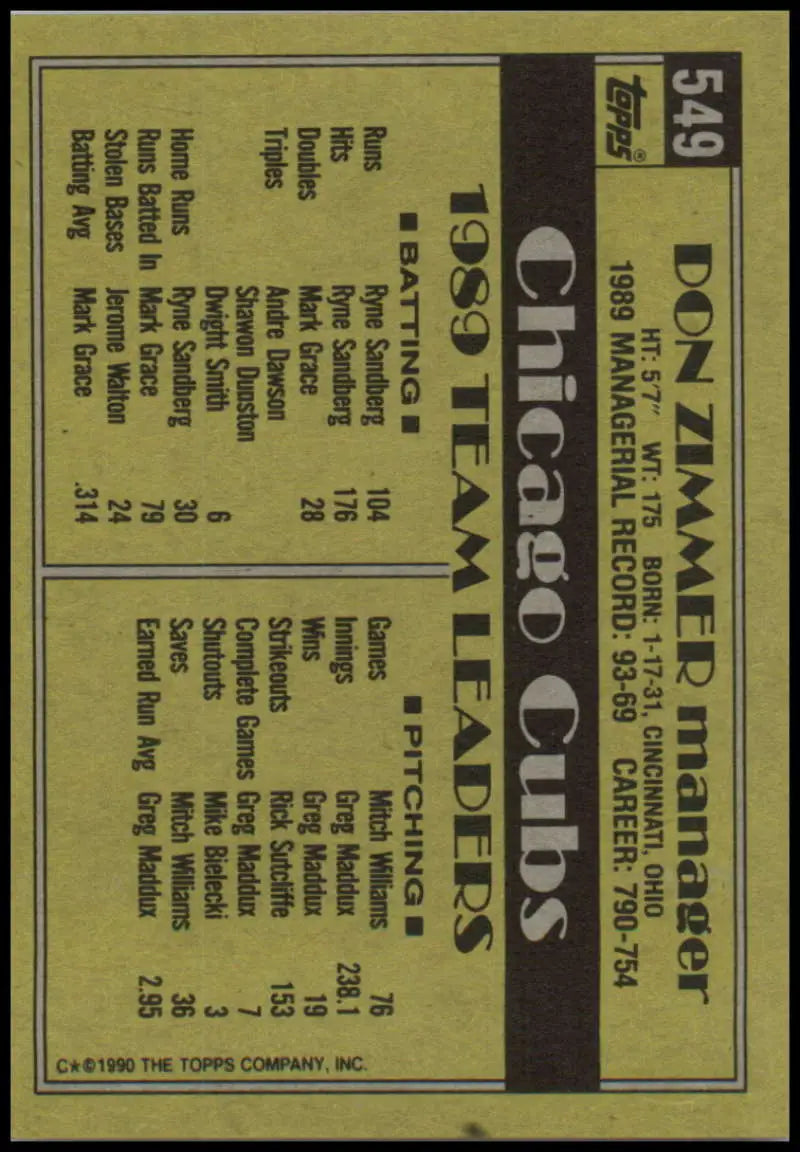 549
topps®
DON ZIMMER manager
HT: 5'7" WT: 175 BORN: 1-17-31, CINCINNATI, OHIO
1989 MANAGERIAL RECORD: 93-69 CAREER: 790-754
Chicago Cubs
1989 TEAM LEADERS
■ BATTING ■
Runs Ryne Sandberg 104
Hits Ryne Sandberg 176
Doubles Mark Grace 28
Triples Andre Dawson
Shawon Dunston
Dwight Smith 6
Home Runs Ryne Sandberg 30
Runs Batted In Mark Grace 79
Stolen Bases Jerome Walton 24
Batting Avg Mark Grace .314
■ PITCHING ■
Games Mitch Williams 76
Innings Greg Maddux 238.1
Wins Greg Maddux 19
Strikeouts Rick Sutcliffe 153
Complete Games Greg Maddux 7
Shutouts Mike Bielecki 3
Saves Mitch Williams 36
Earned Run Avg Greg Maddux 2.95
C★©1990 THE TOPPS COMPANY, INC.